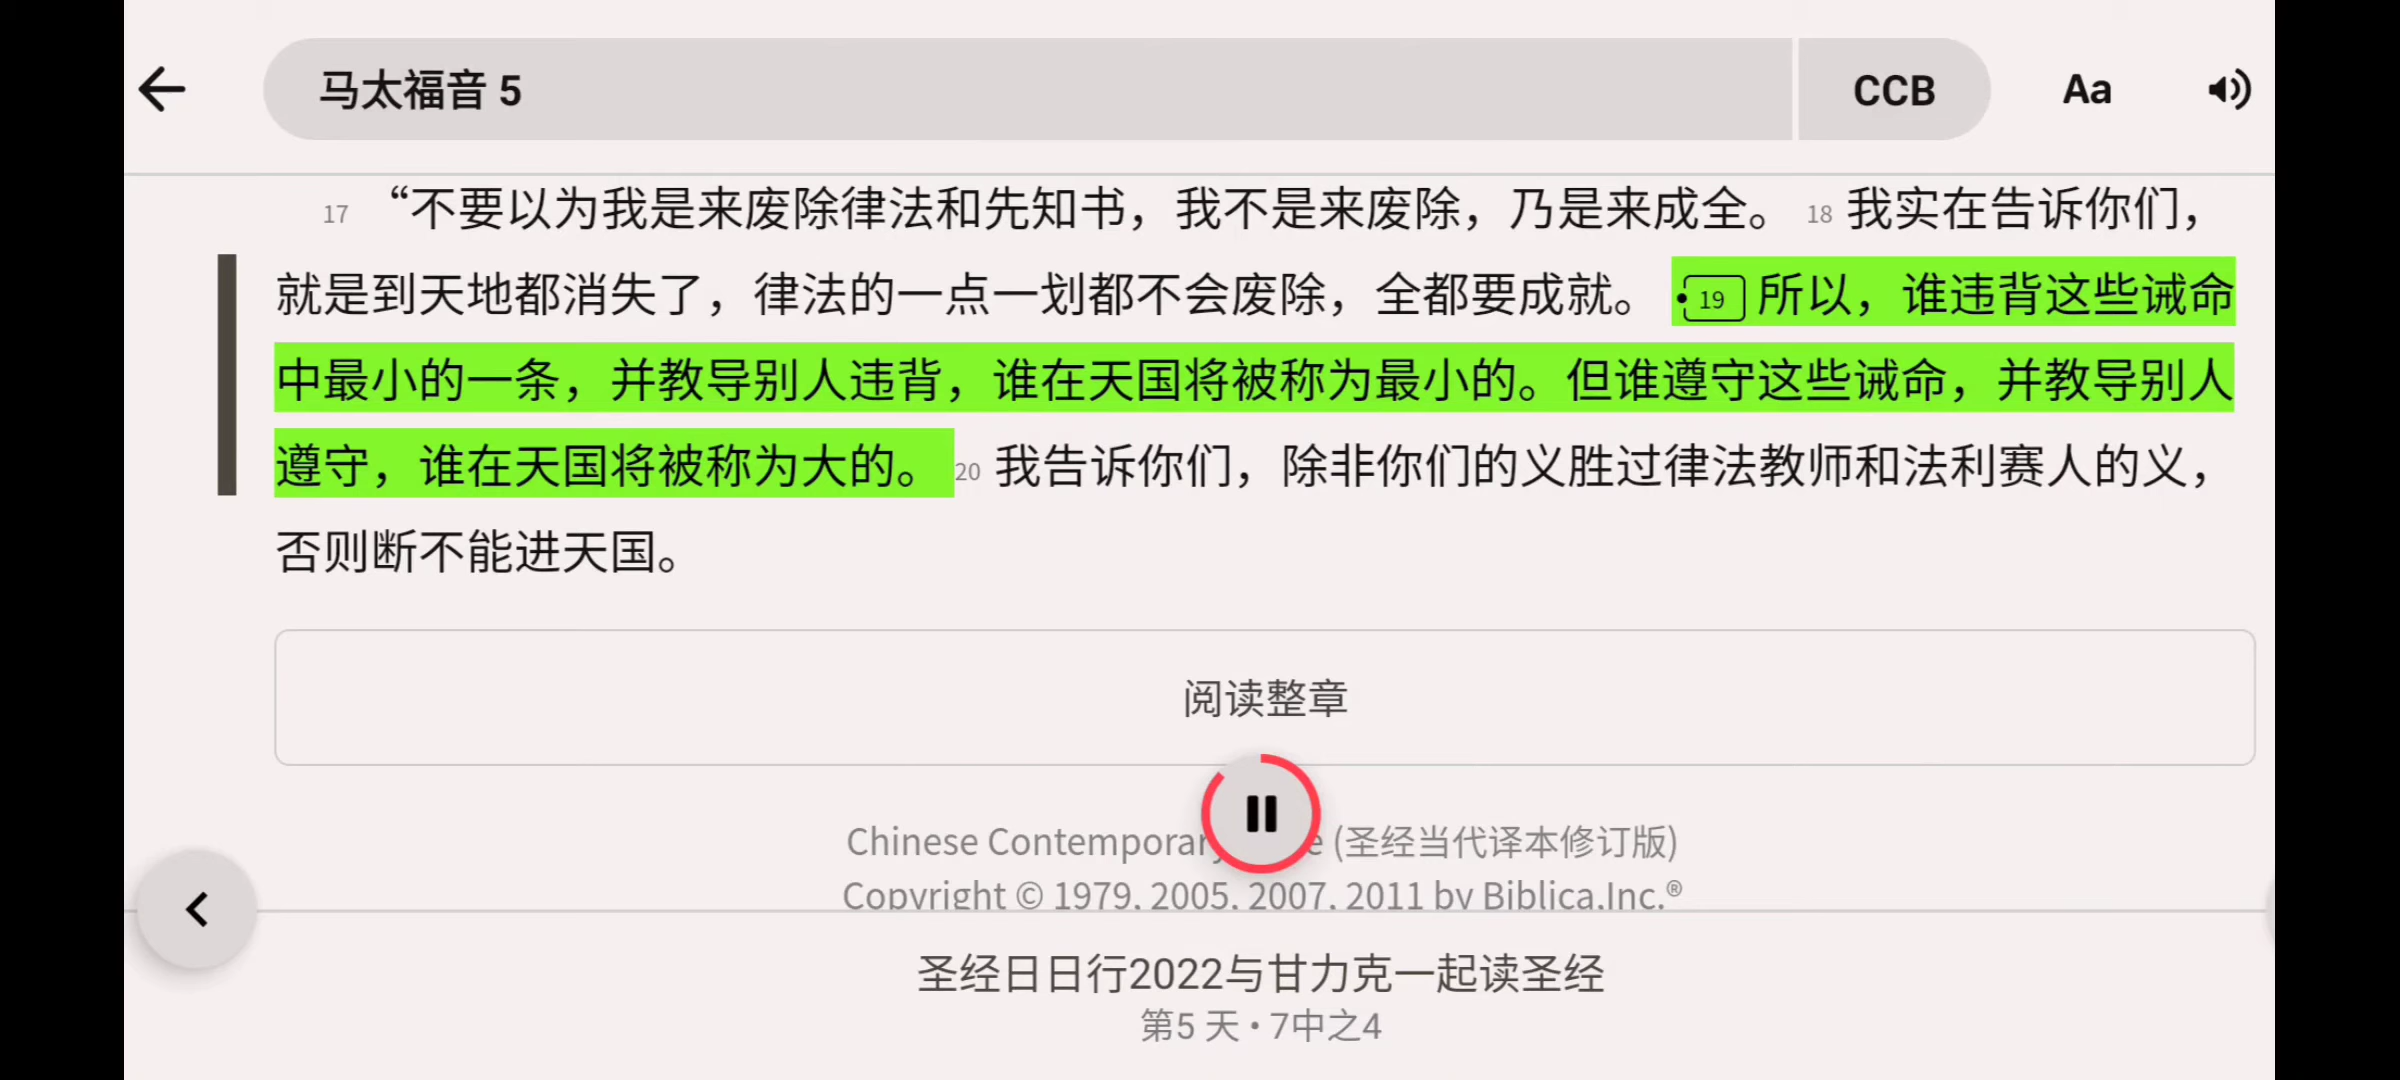 马太福音 5
CCB
Aa
17 “不要以为我是来废除律法和先知书，我不是来废除，乃是来成全。 18 我实在告诉你们，
就是到天地都消失了，律法的一点一划都不会废除，全都要成就。 19 所以，谁违背这些诫命
中最小的一条，并教导别人违背，谁在天国将被称为最小的。但谁遵守这些诫命，并教导别人
遵守，谁在天国将被称为大的。 20 我告诉你们，除非你们的义胜过律法教师和法利赛人的义，
否则断不能进天国。
阅读整章
Chinese Contemporary e (圣经当代译本修订版)
Copyright © 1979, 2005, 2007, 2011 by Biblica,Inc.®
圣经日日行2022与甘力克一起读圣经
第5 天 • 7中之4